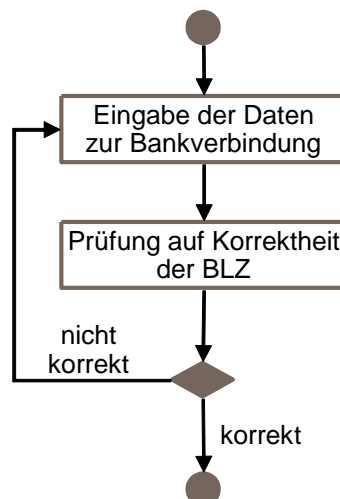 Eingabe der Daten
zur Bankverbindung
Prüfung auf Korrektheit
der BLZ
nicht
korrekt
korrekt